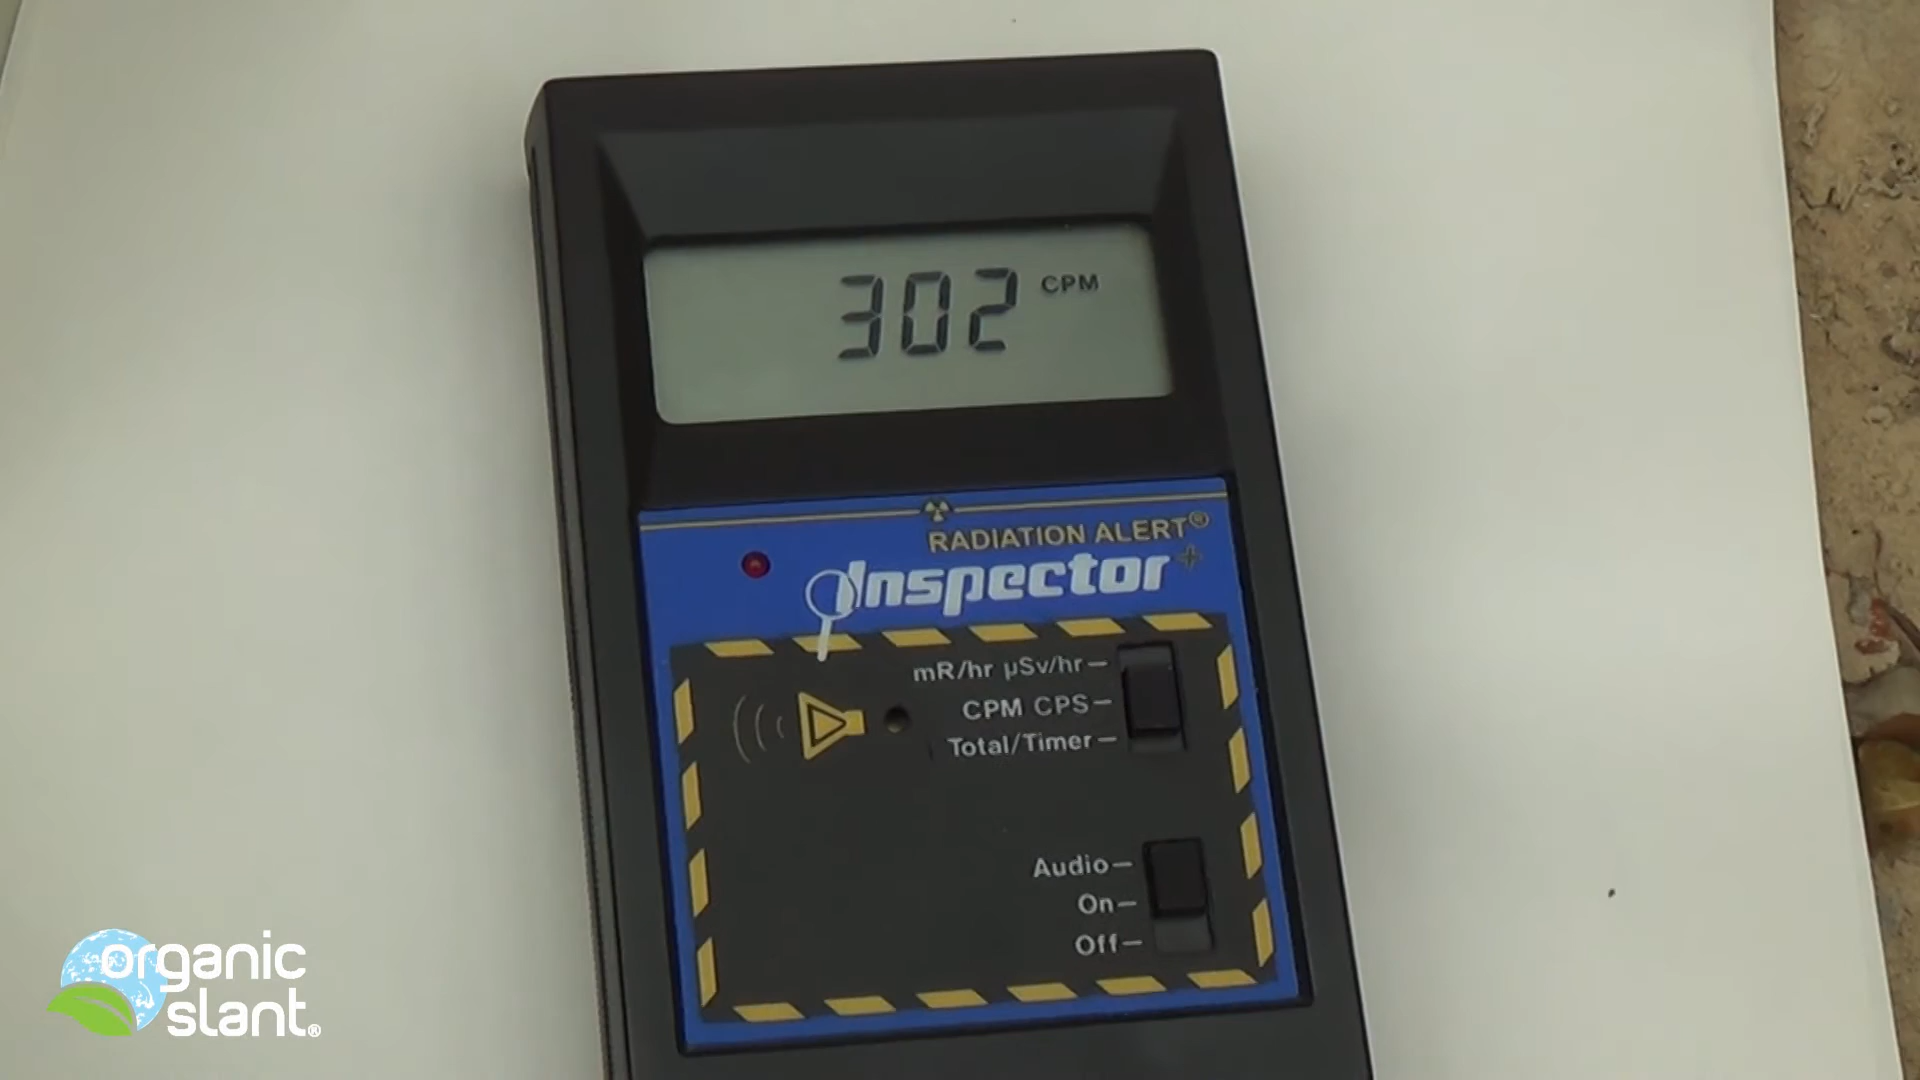 302 CPM
RADIATION ALERT®
Inspector+
mR/hr µSv/hr
CPM CPS
Total/Timer
Audio
On
Off
organic
slant®